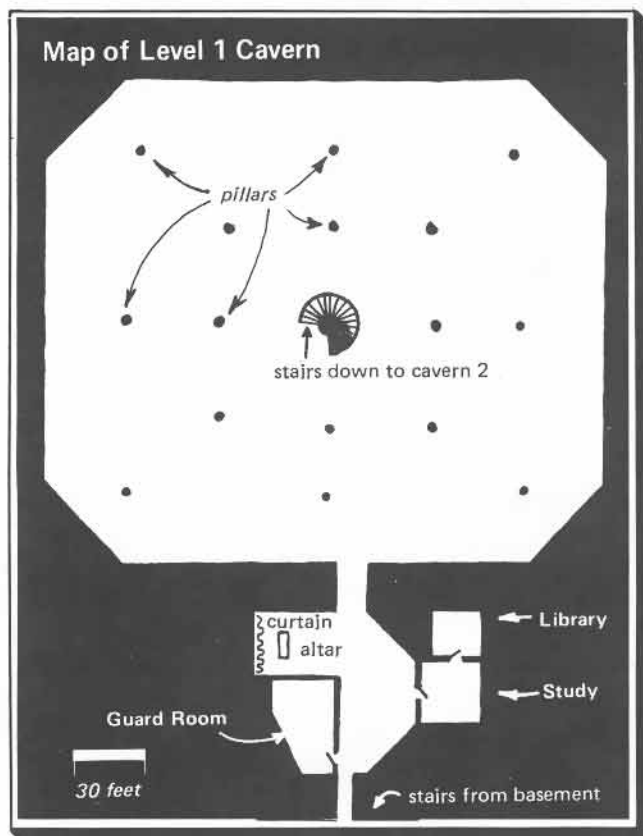 Map of Level 1 Cavern
pillars
stairs down to cavern 2
curtain
altar
Library
Study
Guard Room
30 feet
stairs from basement